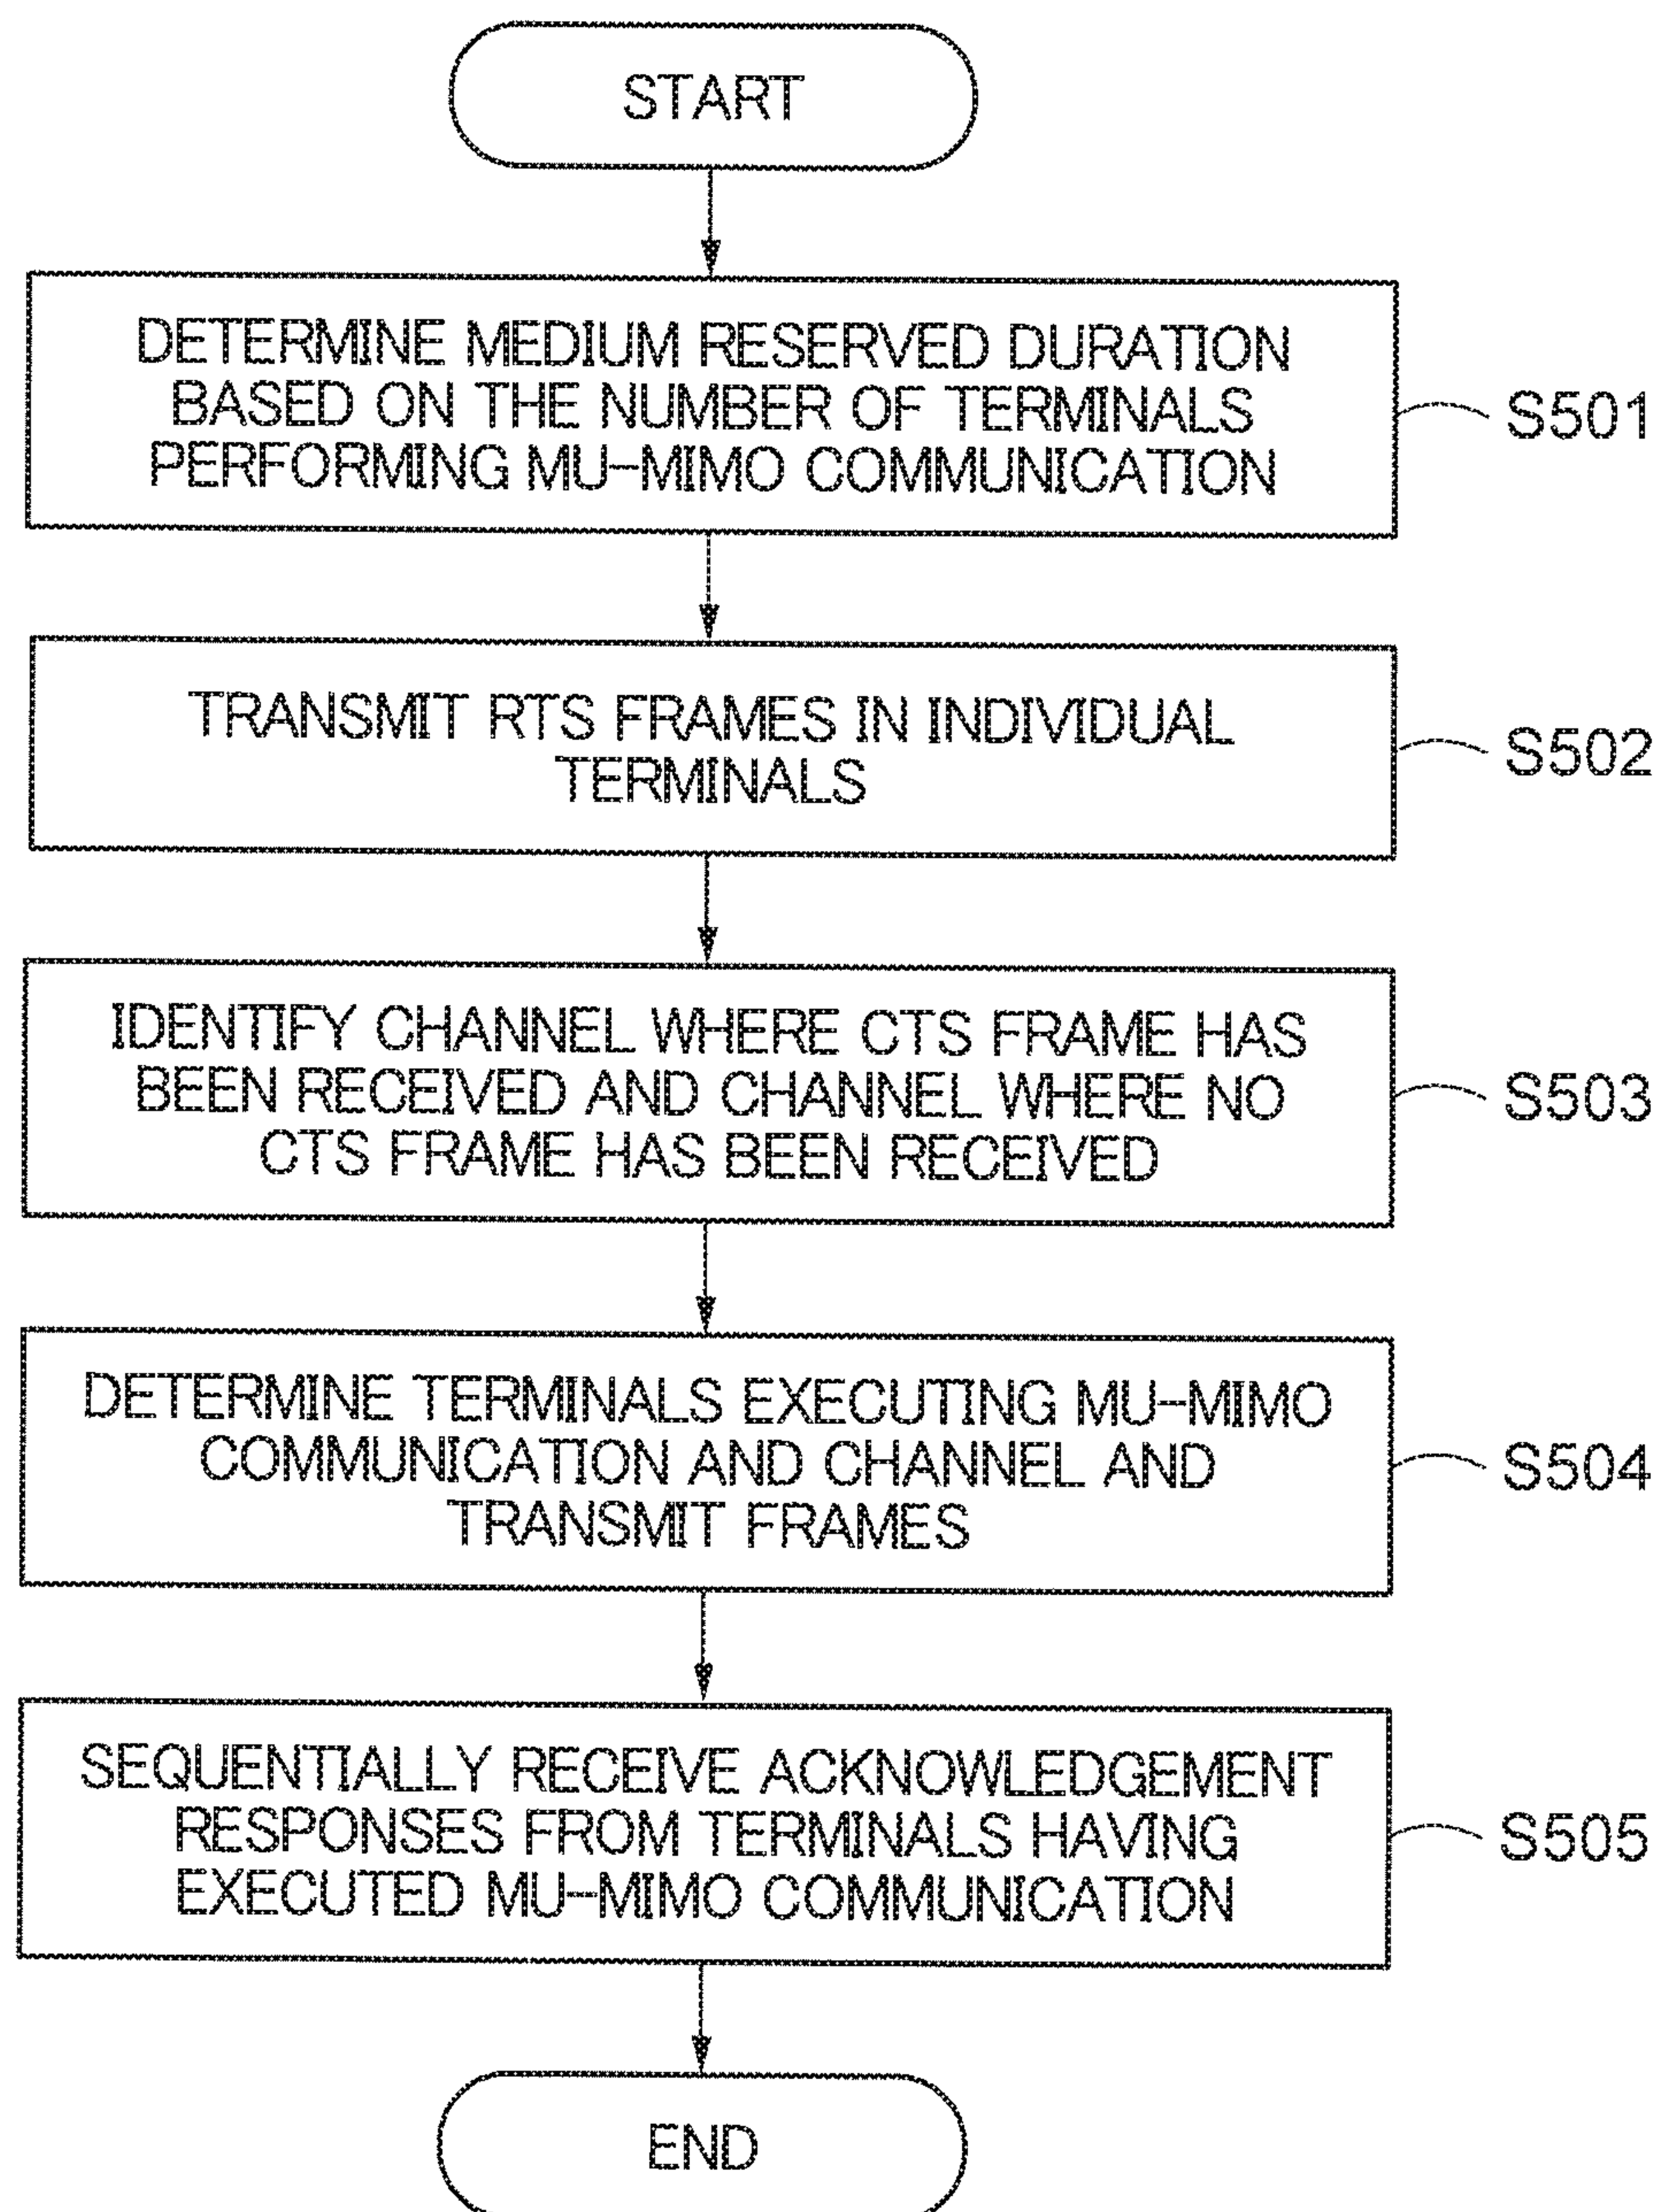 START
DETERMINE MEDIUM RESERVED DURATION
BASED ON THE NUMBER OF TERMINALS
PERFORMING MU-MIMO COMMUNICATION
S501
TRANSMIT RTS FRAMES IN INDIVIDUAL
TERMINALS
S502
IDENTIFY CHANNEL WHERE CTS FRAME HAS
BEEN RECEIVED AND CHANNEL WHERE NO
CTS FRAME HAS BEEN RECEIVED
S503
DETERMINE TERMINALS EXECUTING MU-MIMO
COMMUNICATION AND CHANNEL AND
TRANSMIT FRAMES
S504
SEQUENTIALLY RECEIVE ACKNOWLEDGEMENT
RESPONSES FROM TERMINALS HAVING
EXECUTED MU-MIMO COMMUNICATION
S505
END